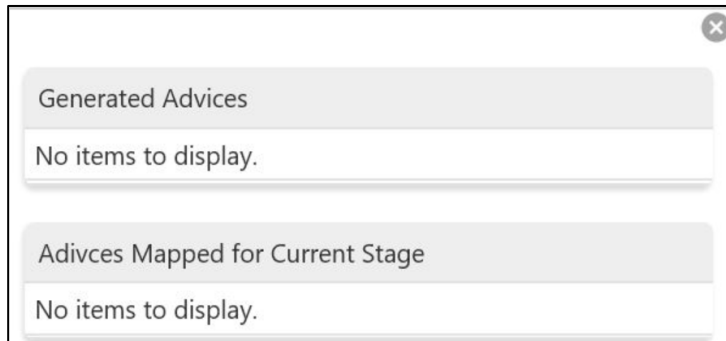 Generated Advices
No items to display.
Adivces Mapped for Current Stage
No items to display.